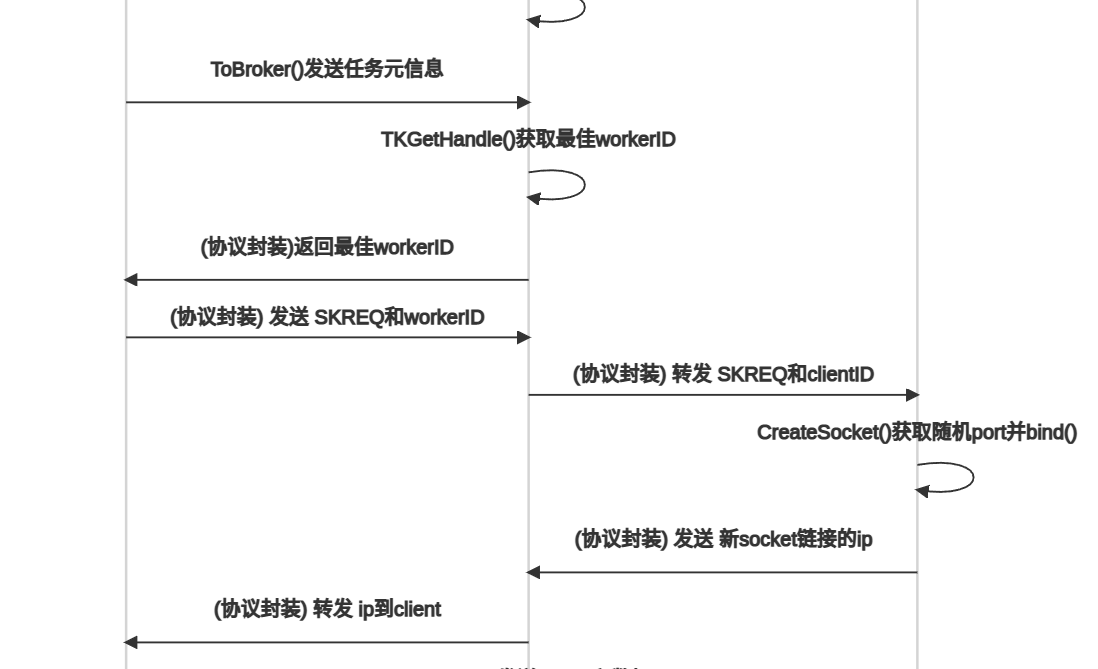 ToBroker()发送任务元信息
TKGetHandle()获取最佳workerID
(协议封装)返回最佳workerID
(协议封装) 发送 SKREQ和workerID
(协议封装) 转发 SKREQ和clientID
CreateSocket()获取随机port并bind()
(协议封装) 发送 新socket链接的ip
(协议封装) 转发 ip到client